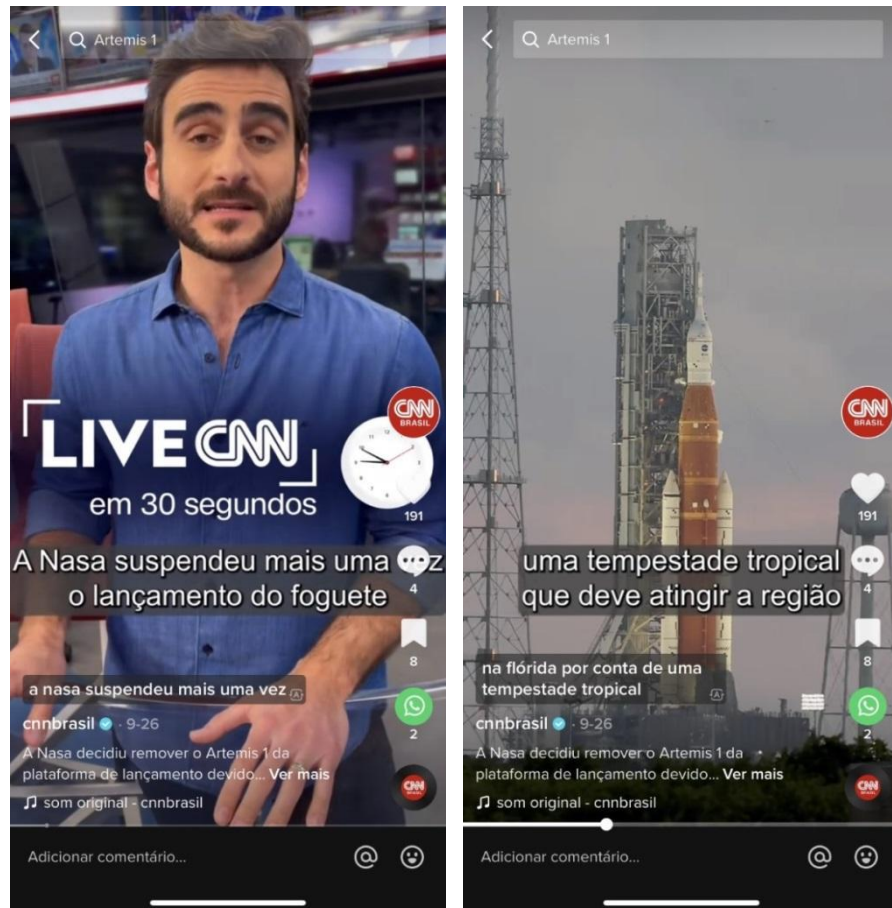 Artemis 1
LIVE CNN
em 30 segundos
CNN
BRASIL
191
A Nasa suspendeu mais uma vez
o lançamento do foguete
4
8
a nasa suspendeu mais uma vez
cnnbrasil · 9-26
2
A Nasa decidiu remover o Artemis 1 da
plataforma de lançamento devido... Ver mais
CNN
BRASIL
som original - cnnbrasil
Adicionar comentário...
Artemis 1
CNN
BRASIL
191
uma tempestade tropical
que deve atingir a região
4
8
na flórida por conta de uma
tempestade tropical
cnnbrasil · 9-26
2
A Nasa decidiu remover o Artemis 1 da
plataforma de lançamento devido... Ver mais
CNN
BRASIL
som original - cnnbrasil
Adicionar comentário...